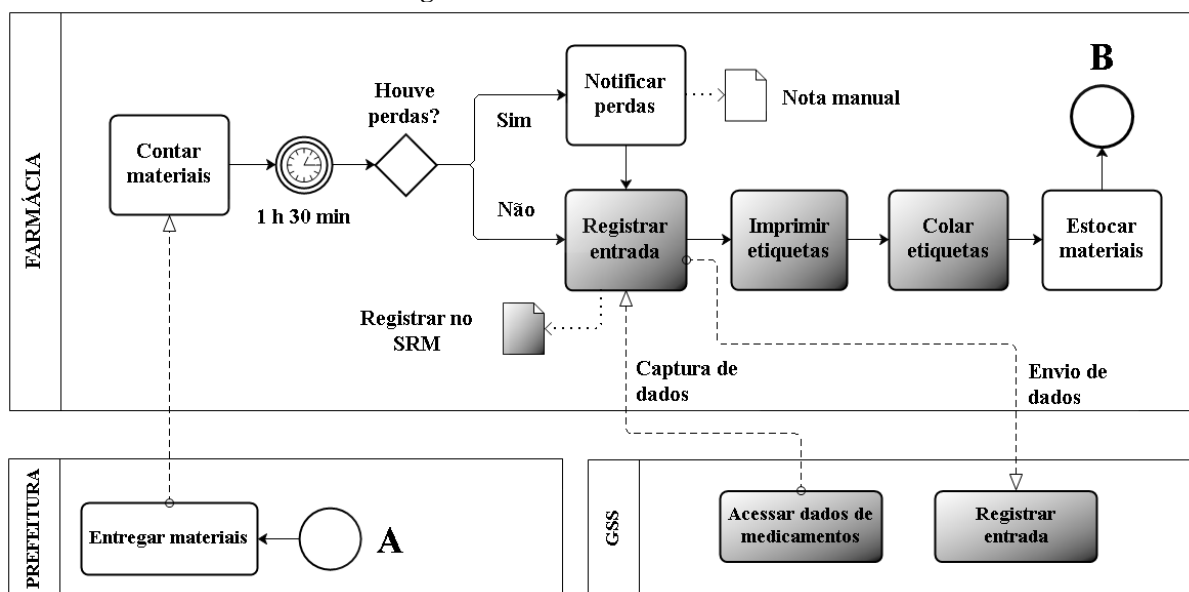 FARMÁCIA
Contar
materiais
1 h 30 min
Houve
perdas?
Sim
Não
Notificar
perdas
Nota manual
Registrar
entrada
Imprimir
etiquetas
Colar
etiquetas
Estocar
materiais
B
Registrar no
SRM
Captura de
dados
Envio de
dados
PREFEITURA
Entregar materiais
A
GSS
Acessar dados de
medicamentos
Registrar
entrada